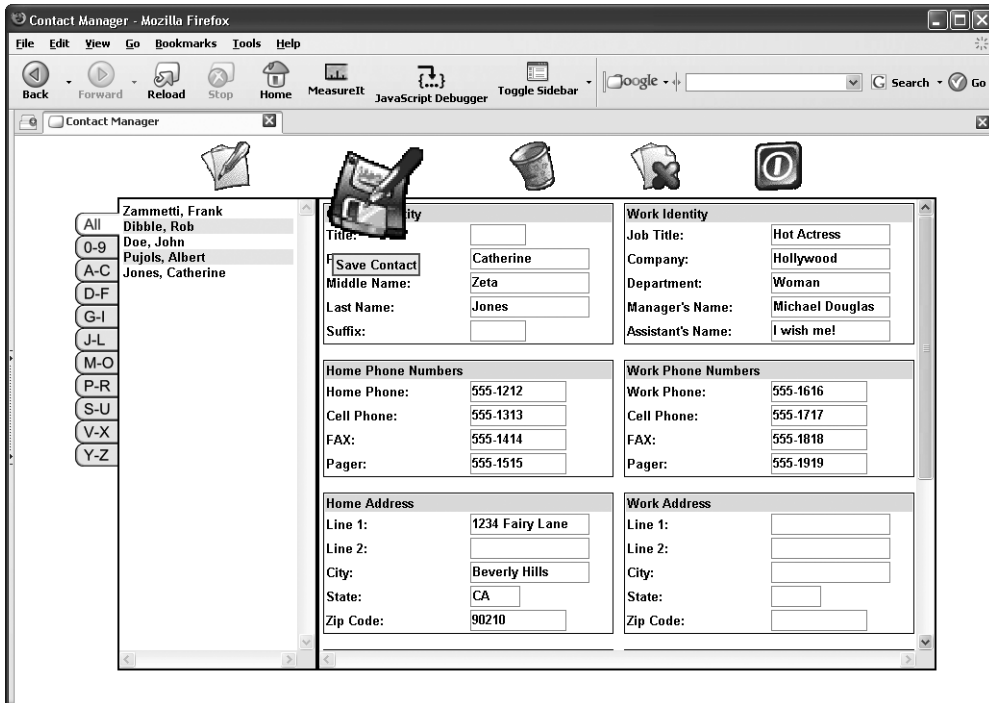 Contact Manager - Mozilla Firefox
File Edit View Go Bookmarks Tools Help
Back Forward Reload Stop Home MeasureIt JavaScript Debugger Toggle Sidebar Google Search Go
Contact Manager
All
0-9
A-C
D-F
G-I
J-L
M-O
P-R
S-U
V-X
Y-Z
Zammetti, Frank
Dibble, Rob
Doe, John
Pujols, Albert
Jones, Catherine
Save Contact
Title:
Catherine
Middle Name: Zeta
Last Name: Jones
Suffix:
Work Identity
Job Title: Hot Actress
Company: Hollywood
Department: Woman
Manager's Name: Michael Douglas
Assistant's Name: I wish me!
Home Phone Numbers
Home Phone: 555-1212
Cell Phone: 555-1313
FAX: 555-1414
Pager: 555-1515
Work Phone Numbers
Work Phone: 555-1616
Cell Phone: 555-1717
FAX: 555-1818
Pager: 555-1919
Home Address
Line 1: 1234 Fairy Lane
Line 2:
City: Beverly Hills
State: CA
Zip Code: 90210
Work Address
Line 1:
Line 2:
City:
State:
Zip Code: